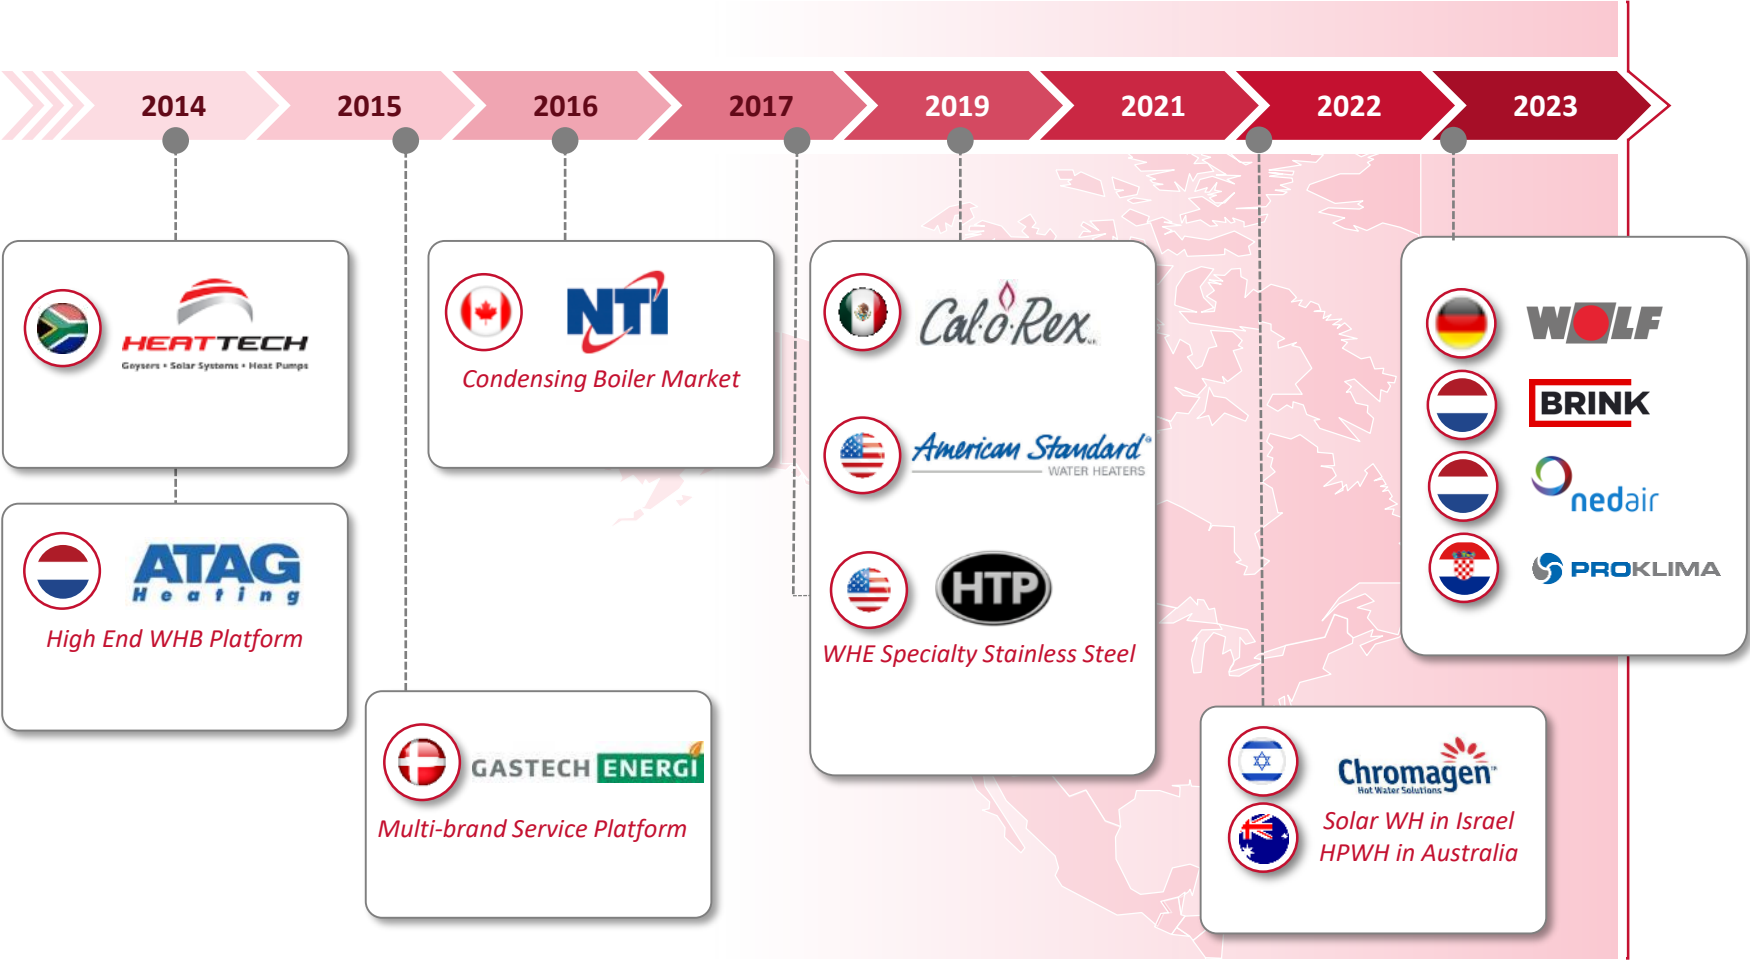 2014
2015
2016
2017
2019
2021
2022
2023
HEATTECH
Geysers • Solar Systems • Heat Pumps
ATAG
Heating
High End WHB Platform
GASTECH ENERGI
Multi-brand Service Platform
NTI
Condensing Boiler Market
Cal-o-Rex
American Standard®
WATER HEATERS
HTP
WHE Specialty Stainless Steel
Chromagen™
Hot Water Solutions
Solar WH in Israel
HPWH in Australia
WOLF
BRINK
nedair
PROKLIMA